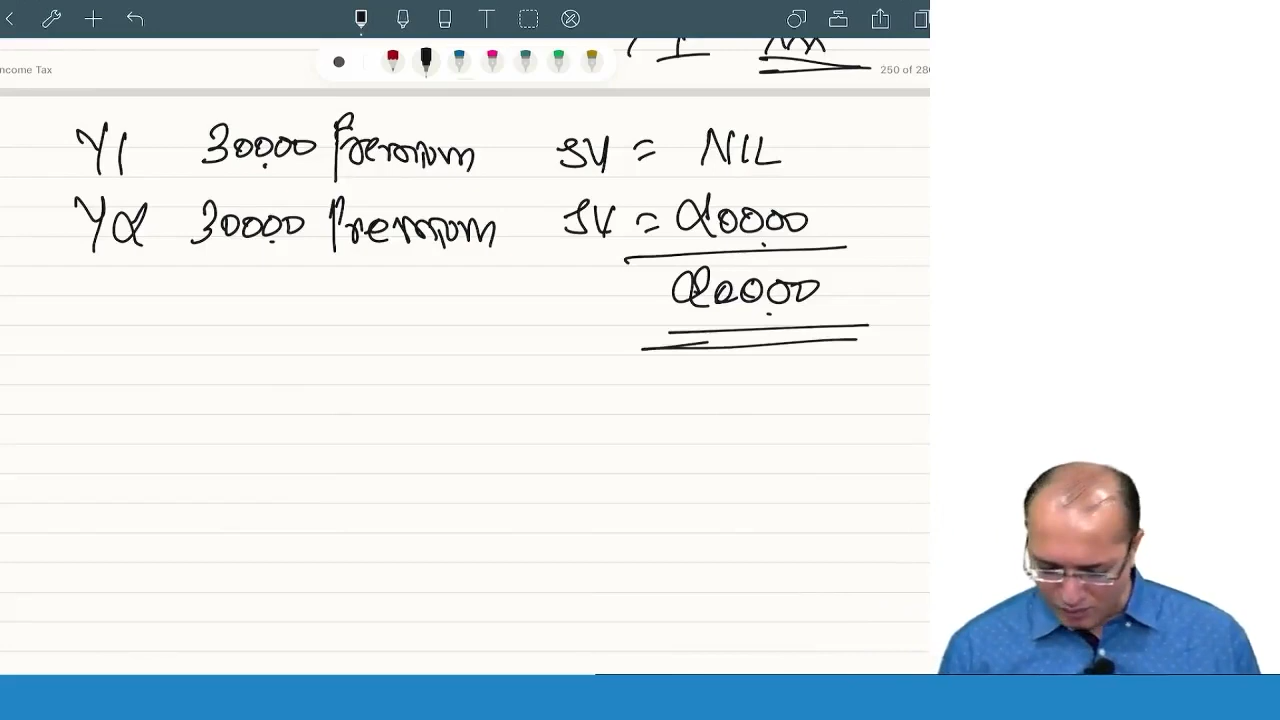 ncome Tax
250 of 28
Y1 30000 Premium SV = NIL
Y2 30000 Premium SV = 20000
20000